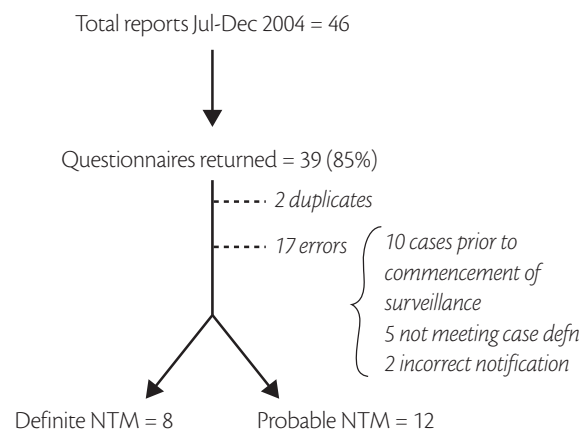 Total reports Jul-Dec 2004 = 46
Questionnaires returned = 39 (85%)
2 duplicates
17 errors
10 cases prior to
commencement of
surveillance
5 not meeting case defn
2 incorrect notification
Definite NTM = 8
Probable NTM = 12